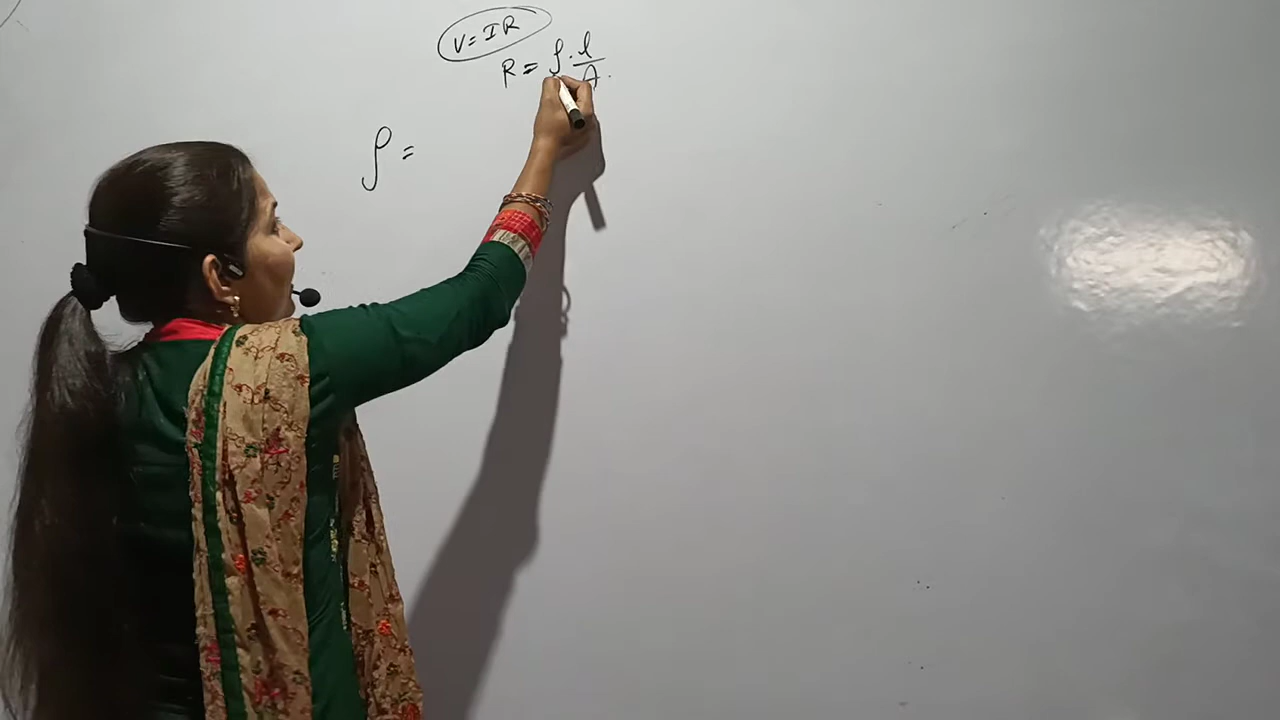 V = IR
R = ρ · l/A
ρ =